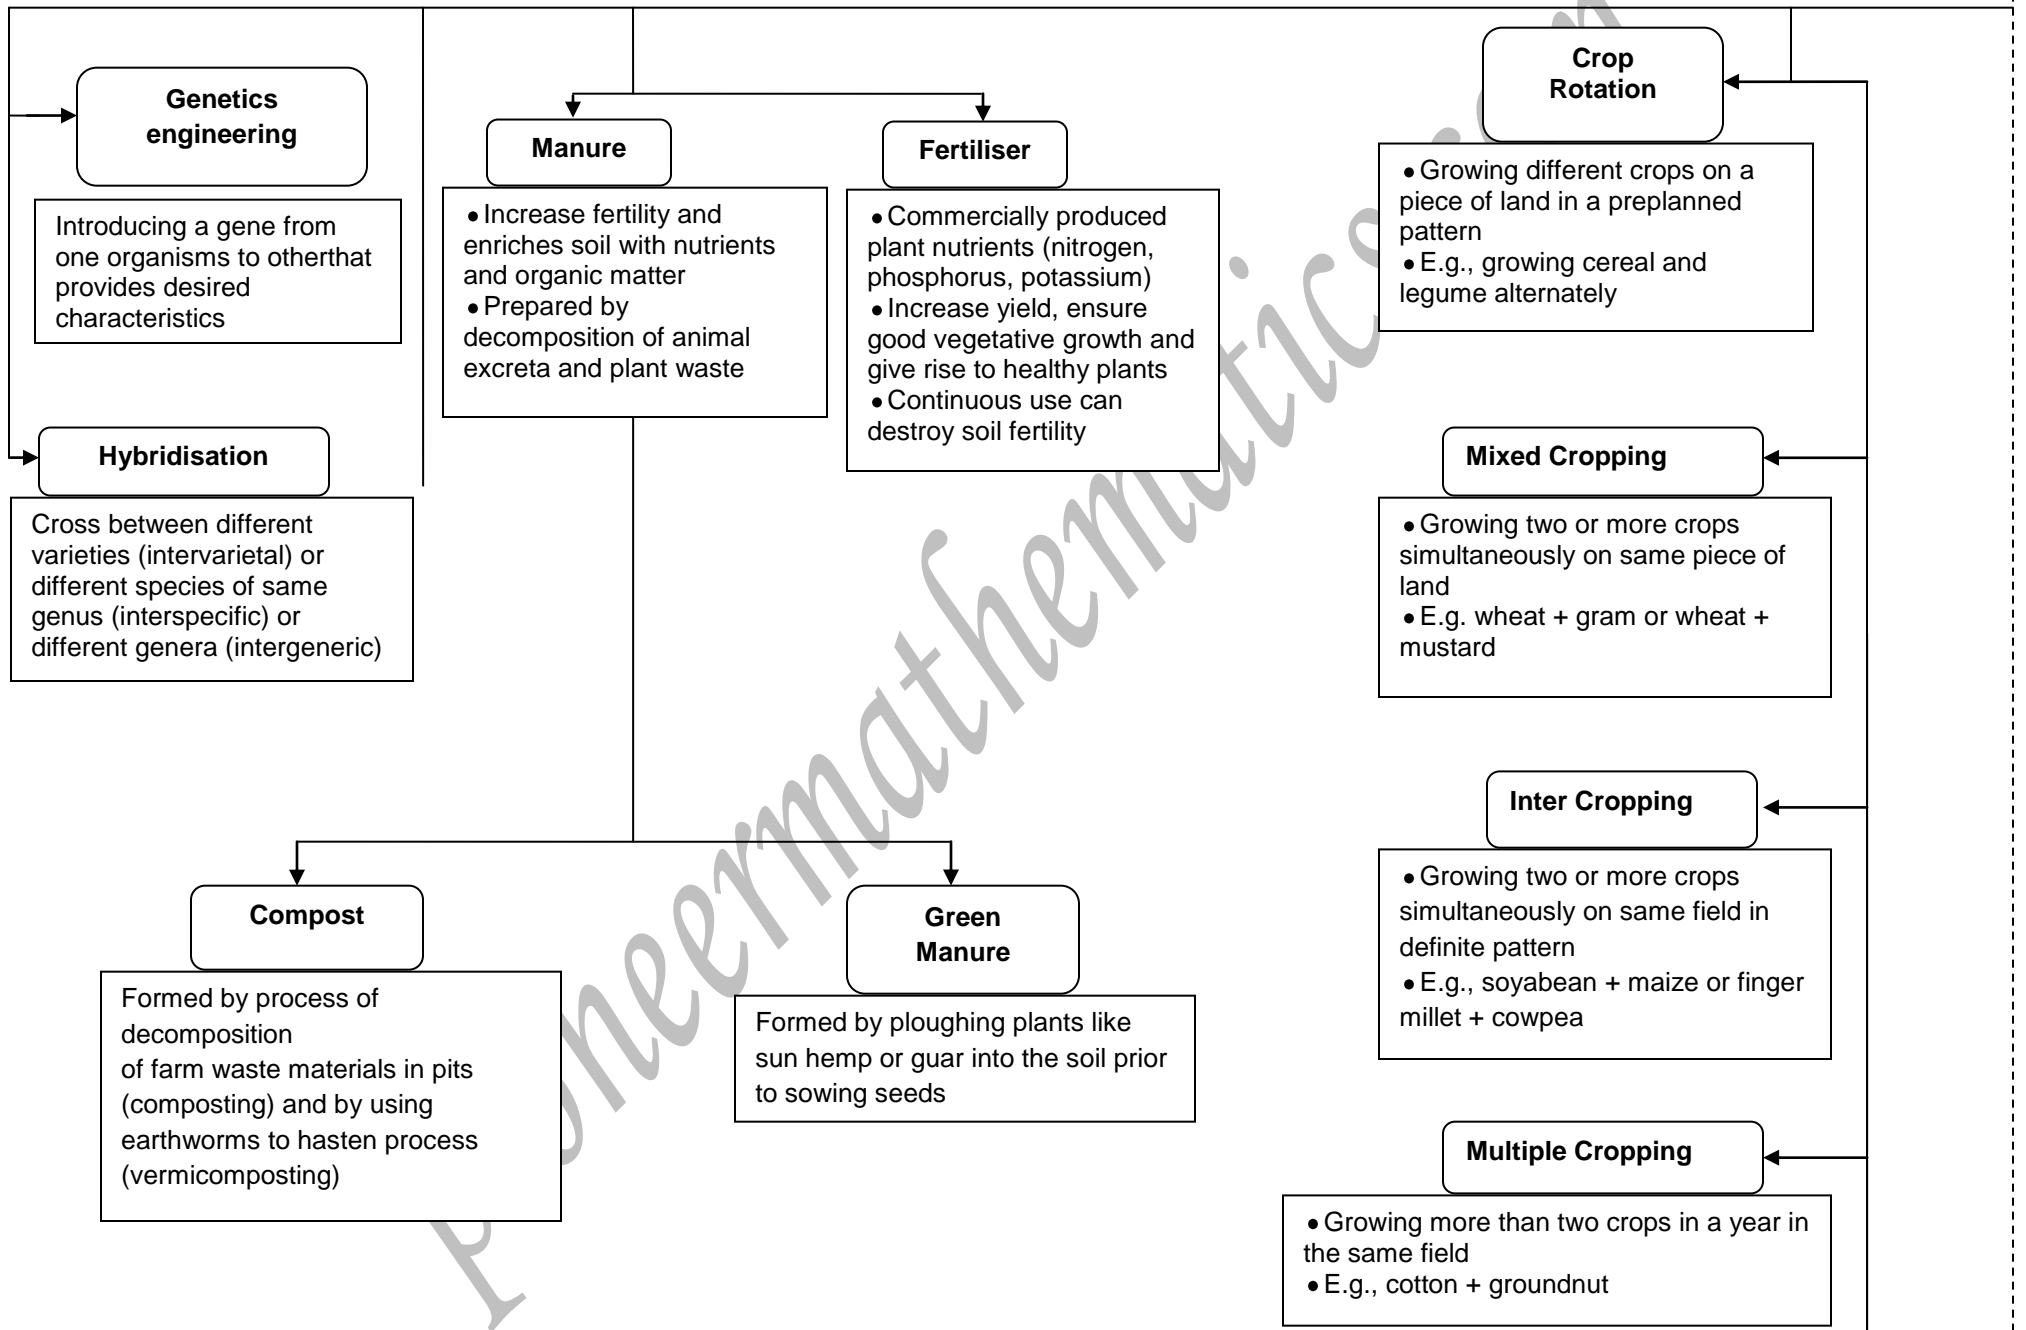 Genetics
engineering
Introducing a gene from
one organisms to otherthat
provides desired
characteristics
Hybridisation
Cross between different
varieties (intervarietal) or
different species of same
genus (interspecific) or
different genera (intergeneric)
Manure
● Increase fertility and
enriches soil with nutrients
and organic matter
● Prepared by
decomposition of animal
excreta and plant waste
Fertiliser
● Commercially produced
plant nutrients (nitrogen,
phosphorus, potassium)
● Increase yield, ensure
good vegetative growth and
give rise to healthy plants
● Continuous use can
destroy soil fertility
Compost
Formed by process of
decomposition
of farm waste materials in pits
(composting) and by using
earthworms to hasten process
(vermicomposting)
Green
Manure
Formed by ploughing plants like
sun hemp or guar into the soil prior
to sowing seeds
Crop
Rotation
● Growing different crops on a
piece of land in a preplanned
pattern
● E.g., growing cereal and
legume alternately
Mixed Cropping
● Growing two or more crops
simultaneously on same piece of
land
● E.g. wheat + gram or wheat +
mustard
Inter Cropping
● Growing two or more crops
simultaneously on same field in
definite pattern
● E.g., soyabean + maize or finger
millet + cowpea
Multiple Cropping
● Growing more than two crops in a year in
the same field
● E.g., cotton + groundnut